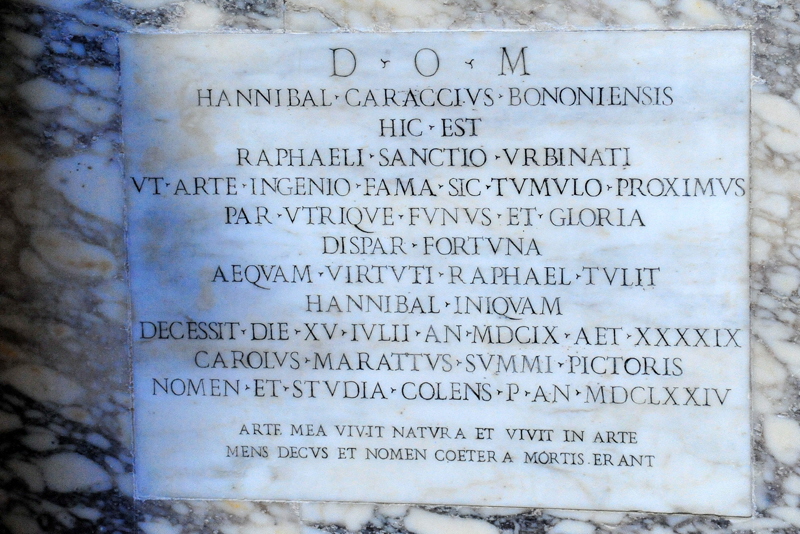 D · O · M
HANNIBAL · CARACCIVS · BONONIENSIS
HIC · EST
RAPHAELI · SANCTIO · VRBINATI
VT · ARTE · INGENIO · FAMA · SIC · TVMVLO · PROXIMVS
PAR · VTRIQVE · FVNVS · ET · GLORIA
DISPAR · FORTVNA
AEQVAM · VIRTVTI · RAPHAEL · TVLIT
HANNIBAL · INIQVAM
DECESSIT · DIE · XV · IVLII · AN · MDCIX · AET · XXXXIX
CAROLVS · MARATTVS · SVMMI · PICTORIS
NOMEN · ET · STVDIA · COLENS · P · AN · MDCLXXIV
ARTE MEA VIVIT NATVRA ET VIVIT IN ARTE
MENS DECVS ET NOMEN COETERA MORTIS · ERANT